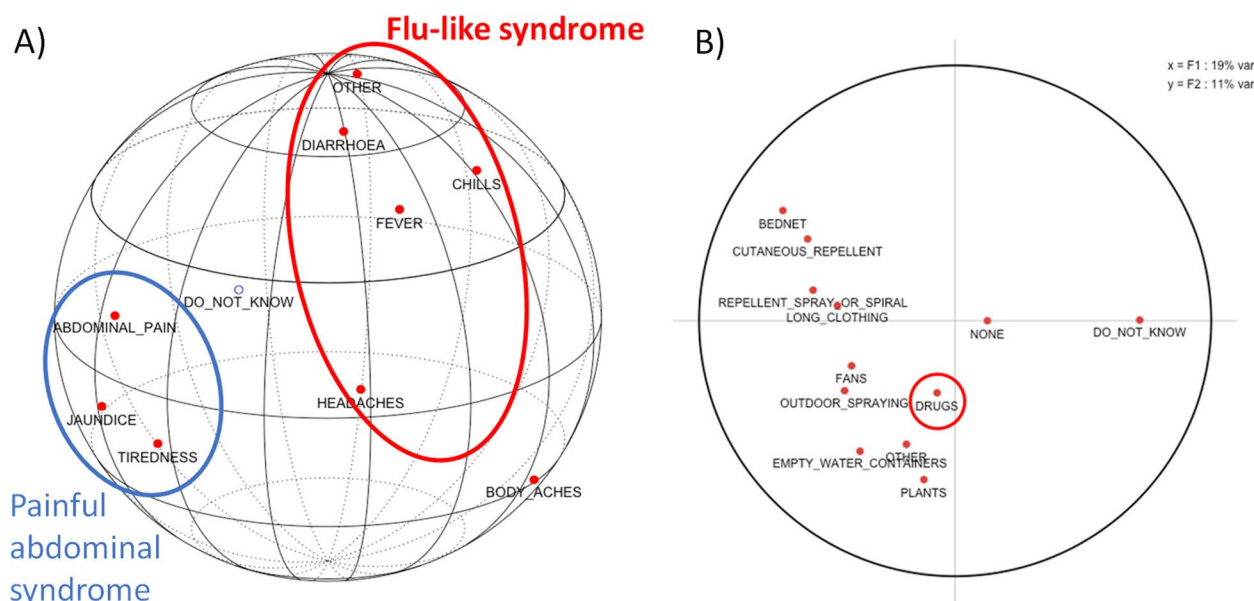 A)
Flu-like syndrome
OTHER
DIARRHOEA
CHILLS
FEVER
DO_NOT_KNOW
ABDOMINAL_PAIN
HEADACHES
JAUNDICE
TIREDNESS
BODY_ACHES
Painful
abdominal
syndrome
B)
x = F1 : 19% var
y = F2 : 11% var
BEDNET
CUTANEOUS_REPELLENT
REPELLENT_SPRAY_OR_SPIRAL
LONG_CLOTHING
NONE
DO_NOT_KNOW
FANS
OUTDOOR_SPRAYING
DRUGS
OTHER
EMPTY_WATER_CONTAINERS
PLANTS